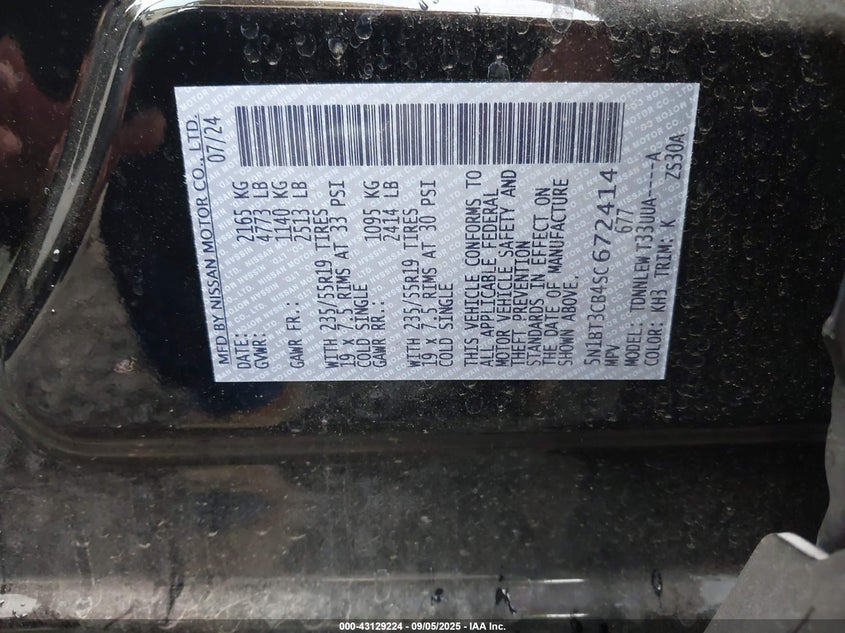 MFD BY NISSAN MOTOR CO., LTD.
DATE: 07/24
GVWR: 2165 KG
4773 LB
GAWR FR.: 1140 KG
2513 LB
WITH 235/55R19 TIRES
19 X 7.5 RIMS AT 33 PSI
COLD SINGLE
GAWR RR.: 1095 KG
2414 LB
WITH 235/55R19 TIRES
19 X 7.5 RIMS AT 30 PSI
COLD SINGLE
THIS VEHICLE CONFORMS TO
ALL APPLICABLE FEDERAL
MOTOR VEHICLE SAFETY AND
THEFT PREVENTION
STANDARDS IN EFFECT ON
THE DATE OF MANUFACTURE
SHOWN ABOVE.
5N1BT3CB4SC672414
MPV 677
MODEL: TDNNLEW T33UUA----A
COLOR: KH3 TRIM: K ZS30A
000-43129224 - 09/05/2025 - IAA Inc.